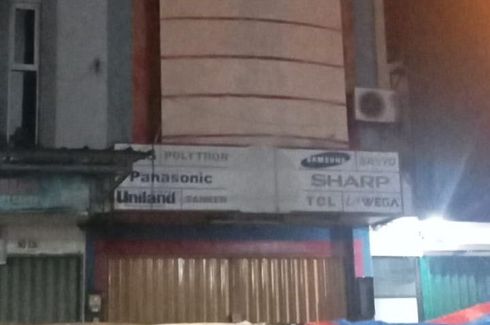 POLYTRON
SAMSUNG SANYO
Panasonic
SHARP
Uniland SANKEN
TCL WEGA